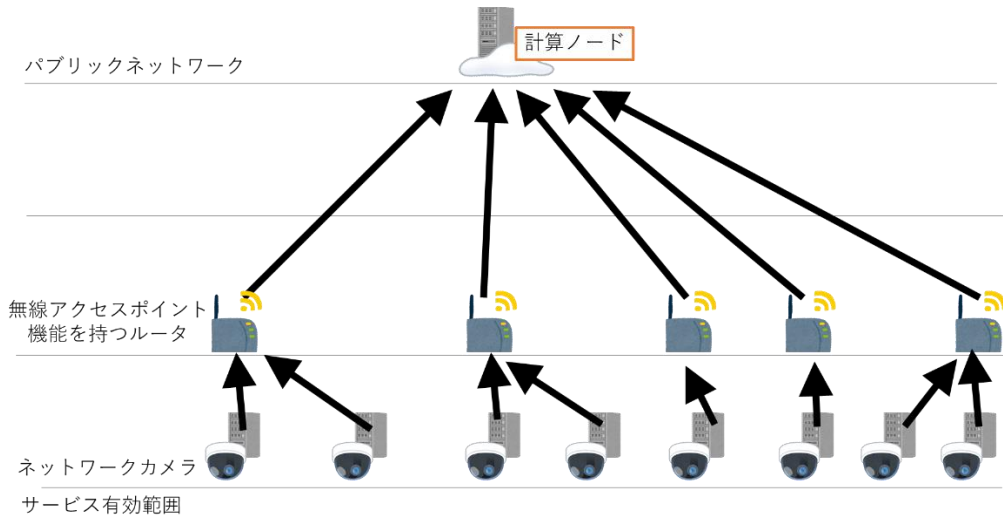 計算ノード
パブリックネットワーク
無線アクセスポイント
機能を持つルータ
ネットワークカメラ
サービス有効範囲